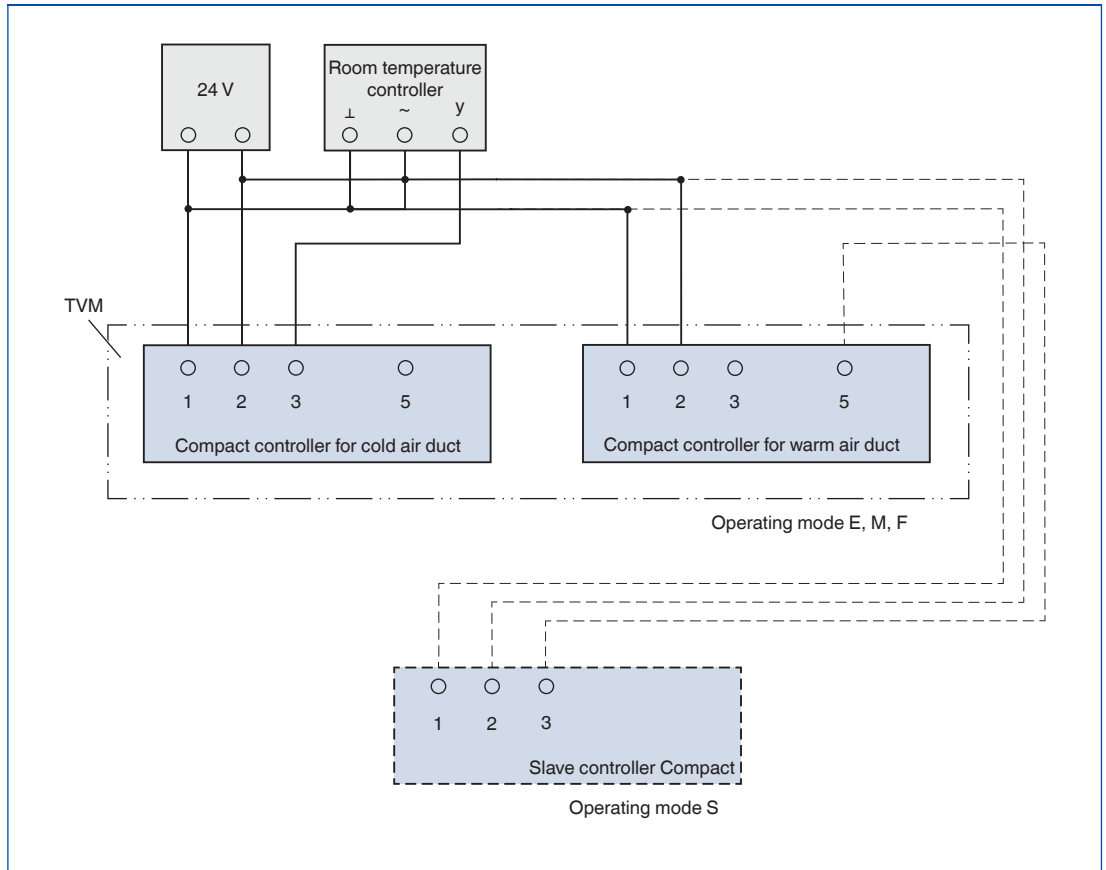 24 V
Room temperature
controller
⊥ ~ y
TVM
1 2 3 5
Compact controller for cold air duct
1 2 3 5
Compact controller for warm air duct
Operating mode E, M, F
1 2 3
Slave controller Compact
Operating mode S